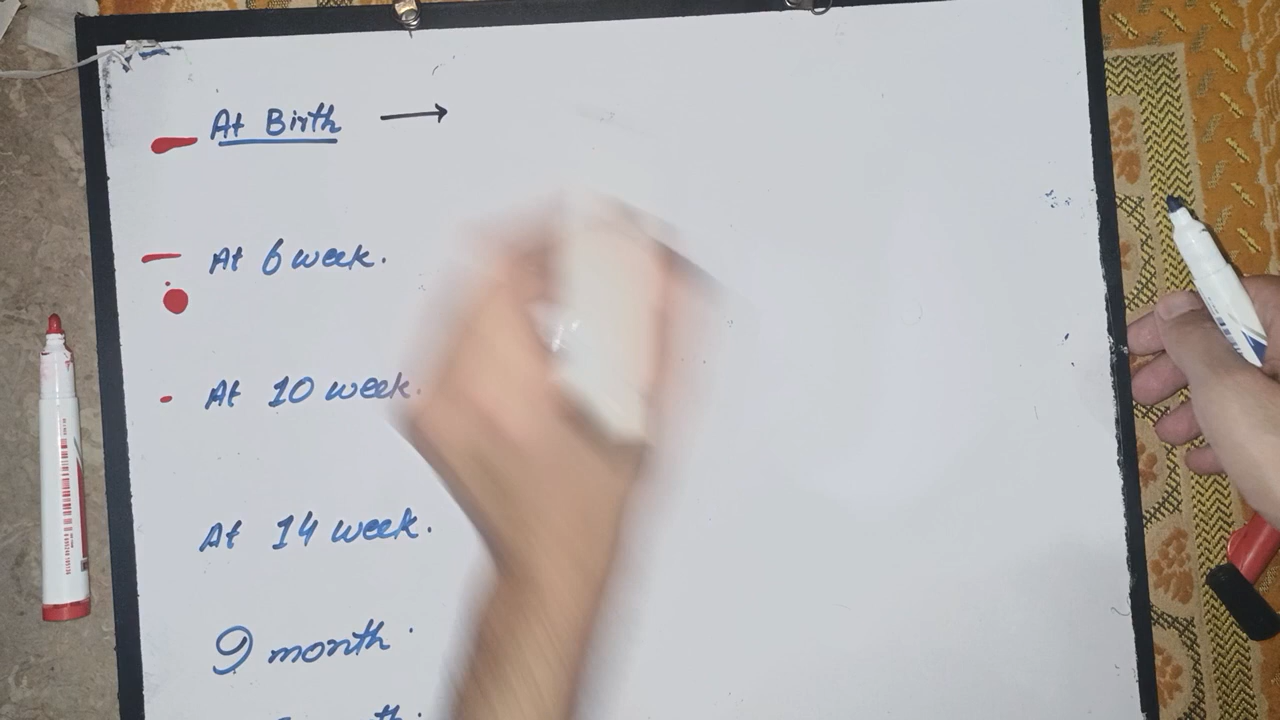 At Birth →
At 6 week.
At 10 week.
At 14 week.
9 month.